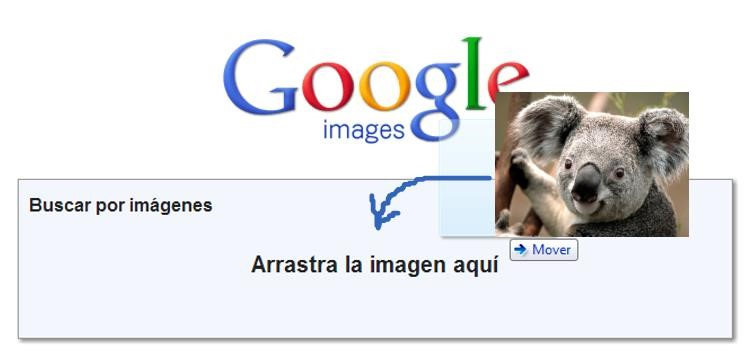 Google
images
Buscar por imágenes
Arrastra la imagen aquí
Mover